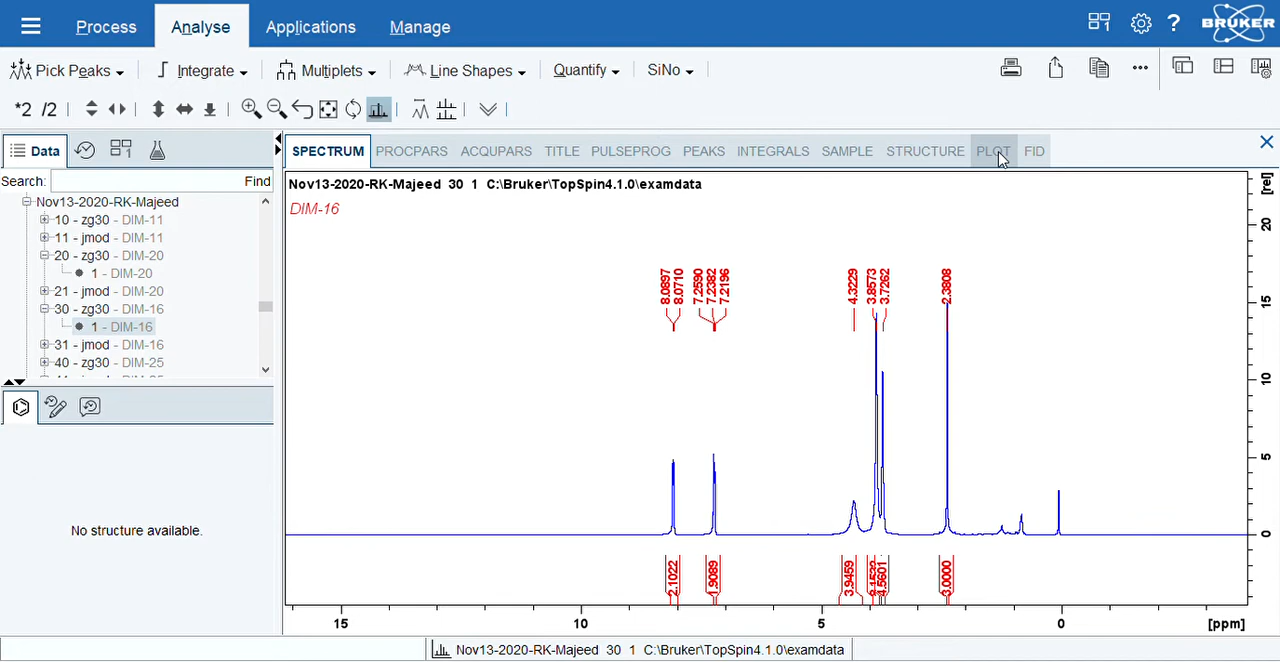 Process Analyse Applications Manage ? BRUKER
Pick Peaks Integrate Multiplets Line Shapes Quantify SiNo
*2 /2
Data SPECTRUM PROCPARS ACQUPARS TITLE PULSEPROG PEAKS INTEGRALS SAMPLE STRUCTURE PLOT FID
Search: Find
Nov13-2020-RK-Majeed
10 - zg30 - DIM-11
11 - jmod - DIM-11
20 - zg30 - DIM-20
1 - DIM-20
21 - jmod - DIM-20
30 - zg30 - DIM-16
1 - DIM-16
31 - jmod - DIM-16
40 - zg30 - DIM-25
No structure available.
Nov13-2020-RK-Majeed 30 1 C:\Bruker\TopSpin4.1.0\examdata
DIM-16
8.0897
8.0710
7.2590
7.2382
7.2196
4.3229
3.8573
3.7262
2.3808
2.1022
1.9089
3.9459
4.5601
3.0000
[rel]
20
15
10
5
0
15 10 5 0 [ppm]
Nov13-2020-RK-Majeed 30 1 C:\Bruker\TopSpin4.1.0\examdata